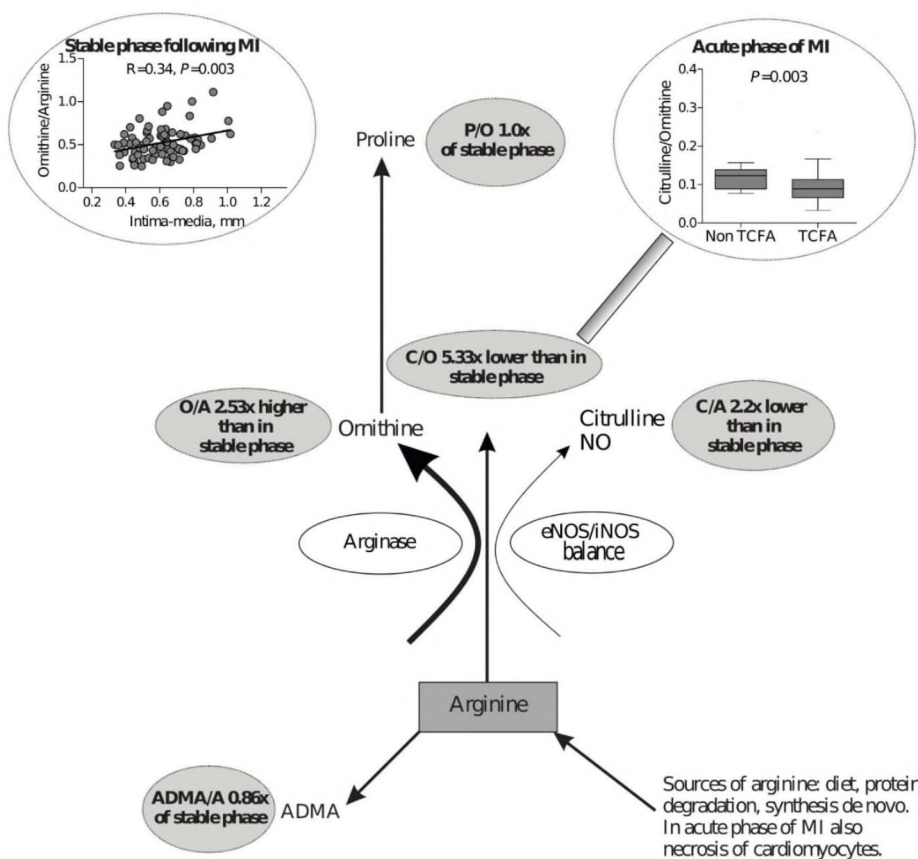 Stable phase following MI
R=0.34, P=0.003
Ornithine/Arginine
1.5
1.0
0.5
0.0
0.2 0.4 0.6 0.8 1.0 1.2
Intima-media, mm
Acute phase of MI
P=0.003
Citrulline/Ornithine
0.4
0.3
0.2
0.1
0.0
Non TCFA TCFA
Proline
P/O 1.0x
of stable phase
C/O 5.33x lower than in
stable phase
O/A 2.53x higher
than in
stable phase
Ornithine
Citrulline
NO
C/A 2.2x lower
than in
stable phase
Arginase
eNOS/iNOS
balance
Arginine
ADMA/A 0.86x
of stable phase
ADMA
Sources of arginine: diet, protein
degradation, synthesis de novo.
In acute phase of MI also
necrosis of cardiomyocytes.